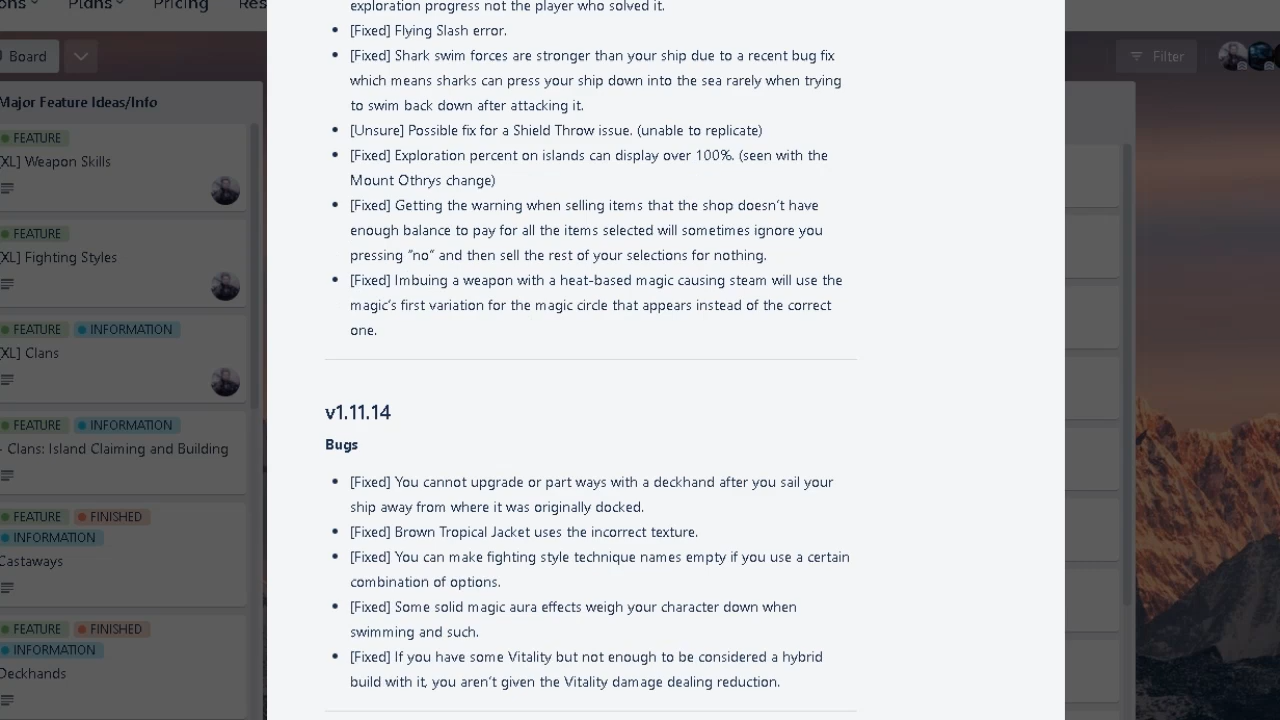 Plans
Pricing
exploration progress not the player who solved it.
[Fixed] Flying Slash error.
[Fixed] Shark swim forces are stronger than your ship due to a recent bug fix
which means sharks can press your ship down into the sea rarely when trying
to swim back down after attacking it.
[Unsure] Possible fix for a Shield Throw issue. (unable to replicate)
[Fixed] Exploration percent on islands can display over 100%. (seen with the
Mount Othrys change)
[Fixed] Getting the warning when selling items that the shop doesn't have
enough balance to pay for all the items selected will sometimes ignore you
pressing "no" and then sell the rest of your selections for nothing.
[Fixed] Imbuing a weapon with a heat-based magic causing steam will use the
magic's first variation for the magic circle that appears instead of the correct
one.
v1.11.14
Bugs
[Fixed] You cannot upgrade or part ways with a deckhand after you sail your
ship away from where it was originally docked.
[Fixed] Brown Tropical Jacket uses the incorrect texture.
[Fixed] You can make fighting style technique names empty if you use a certain
combination of options.
[Fixed] Some solid magic aura effects weigh your character down when
swimming and such.
[Fixed] If you have some Vitality but not enough to be considered a hybrid
build with it, you aren't given the Vitality damage dealing reduction.
Board
Filter
Major Feature Ideas/Info
FEATURE
[XL] Weapon Skills
FEATURE
[XL] Fighting Styles
FEATURE INFORMATION
[XL] Clans
FEATURE INFORMATION
- Clans: Island Claiming and Building
FEATURE FINISHED
INFORMATION
Castaways
FEATURE FINISHED
INFORMATION
Deckhands